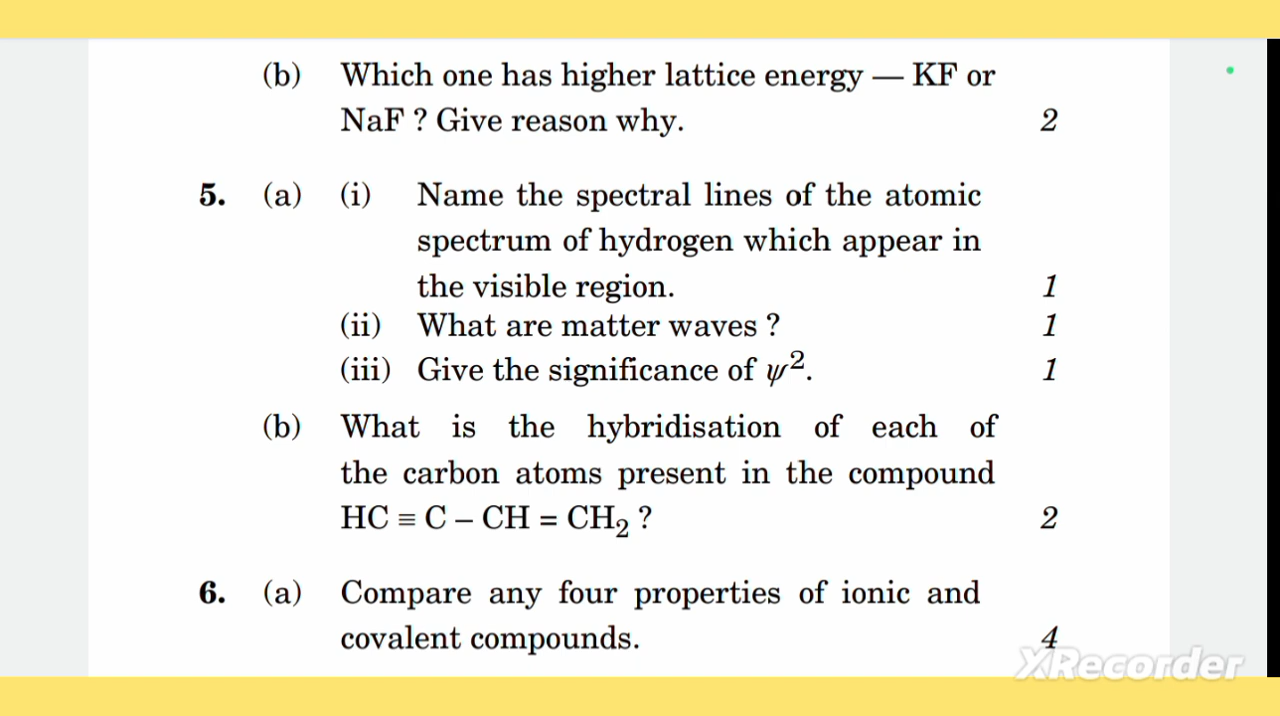 (b) Which one has higher lattice energy — KF or
NaF ? Give reason why. 2
5. (a) (i) Name the spectral lines of the atomic
spectrum of hydrogen which appear in
the visible region. 1
(ii) What are matter waves ? 1
(iii) Give the significance of ψ². 1
(b) What is the hybridisation of each of
the carbon atoms present in the compound
HC ≡ C – CH = CH₂ ? 2
6. (a) Compare any four properties of ionic and
covalent compounds. 4
XRecorder